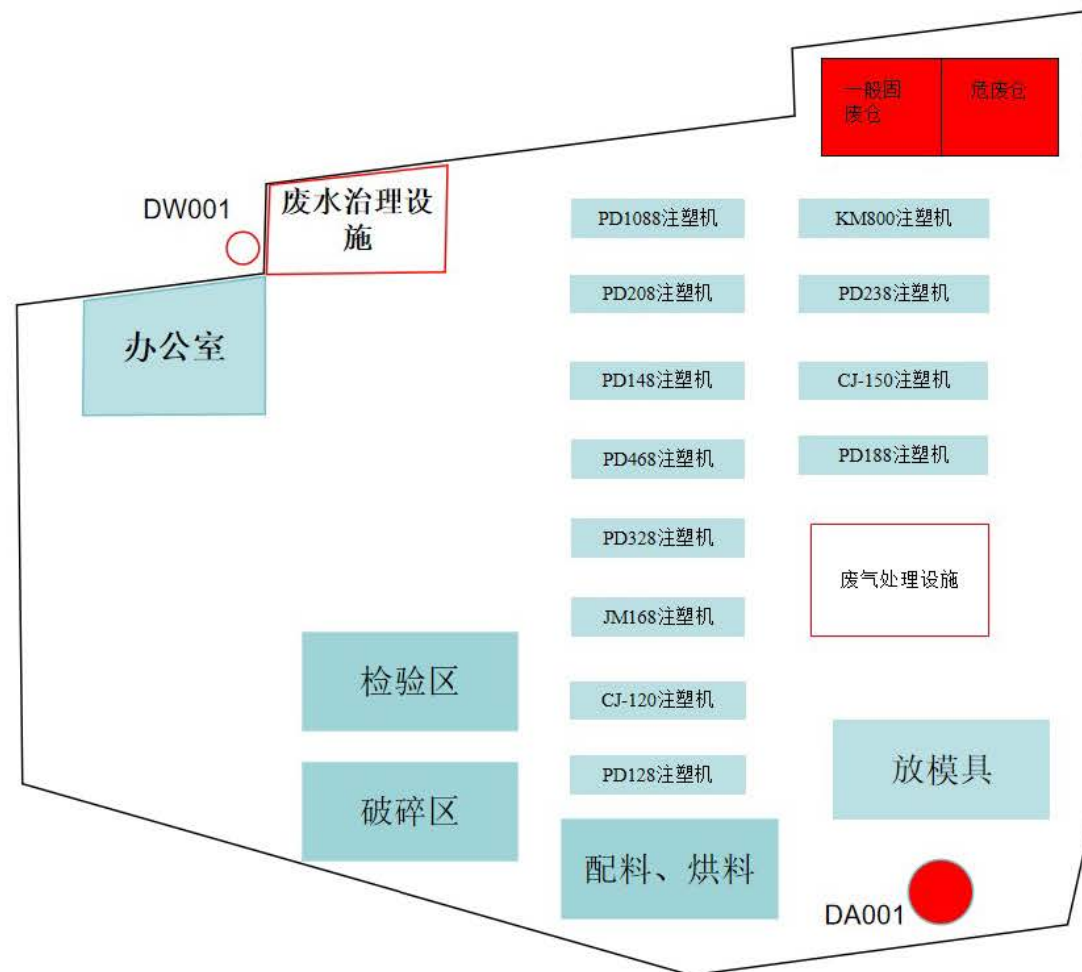 一般固
废仓
危废仓
DW001
废水治理设
施
PD1088注塑机
KM800注塑机
办公室
PD208注塑机
PD238注塑机
PD148注塑机
CJ-150注塑机
PD468注塑机
PD188注塑机
PD328注塑机
废气处理设施
JM168注塑机
检验区
CJ-120注塑机
PD128注塑机
放模具
破碎区
配料、烘料
DA001